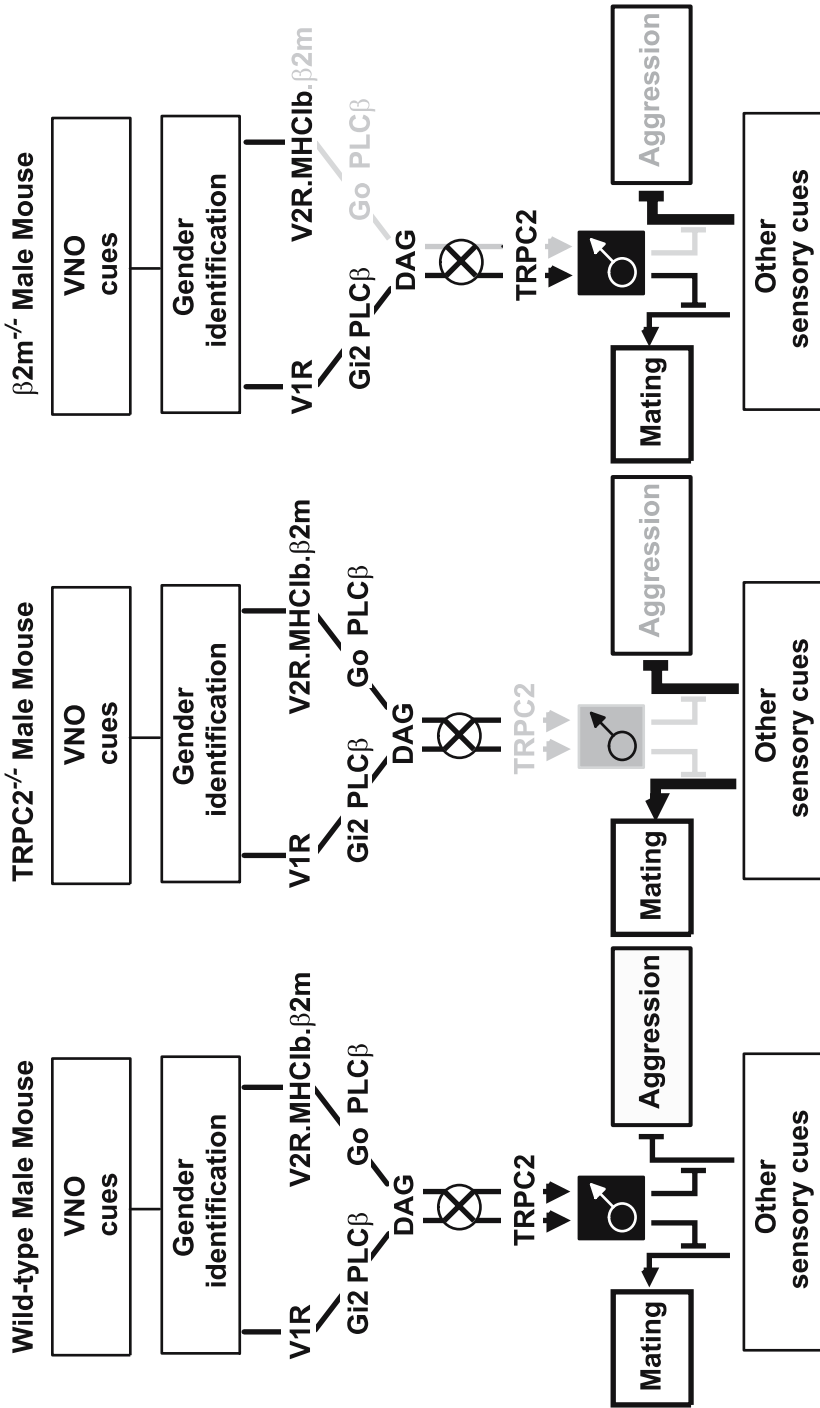 Wild-type Male Mouse
VNO
cues
Gender
identification
V1R
V2R.MHCIb.β2m
Gi2 PLCβ
Go PLCβ
DAG
TRPC2
Mating
Aggression
Other
sensory cues
TRPC2-/- Male Mouse
VNO
cues
Gender
identification
V1R
V2R.MHCIb.β2m
Gi2 PLCβ
Go PLCβ
DAG
TRPC2
Mating
Aggression
Other
sensory cues
β2m-/- Male Mouse
VNO
cues
Gender
identification
V1R
V2R.MHCIb.β2m
Gi2 PLCβ
Go PLCβ
DAG
TRPC2
Mating
Aggression
Other
sensory cues